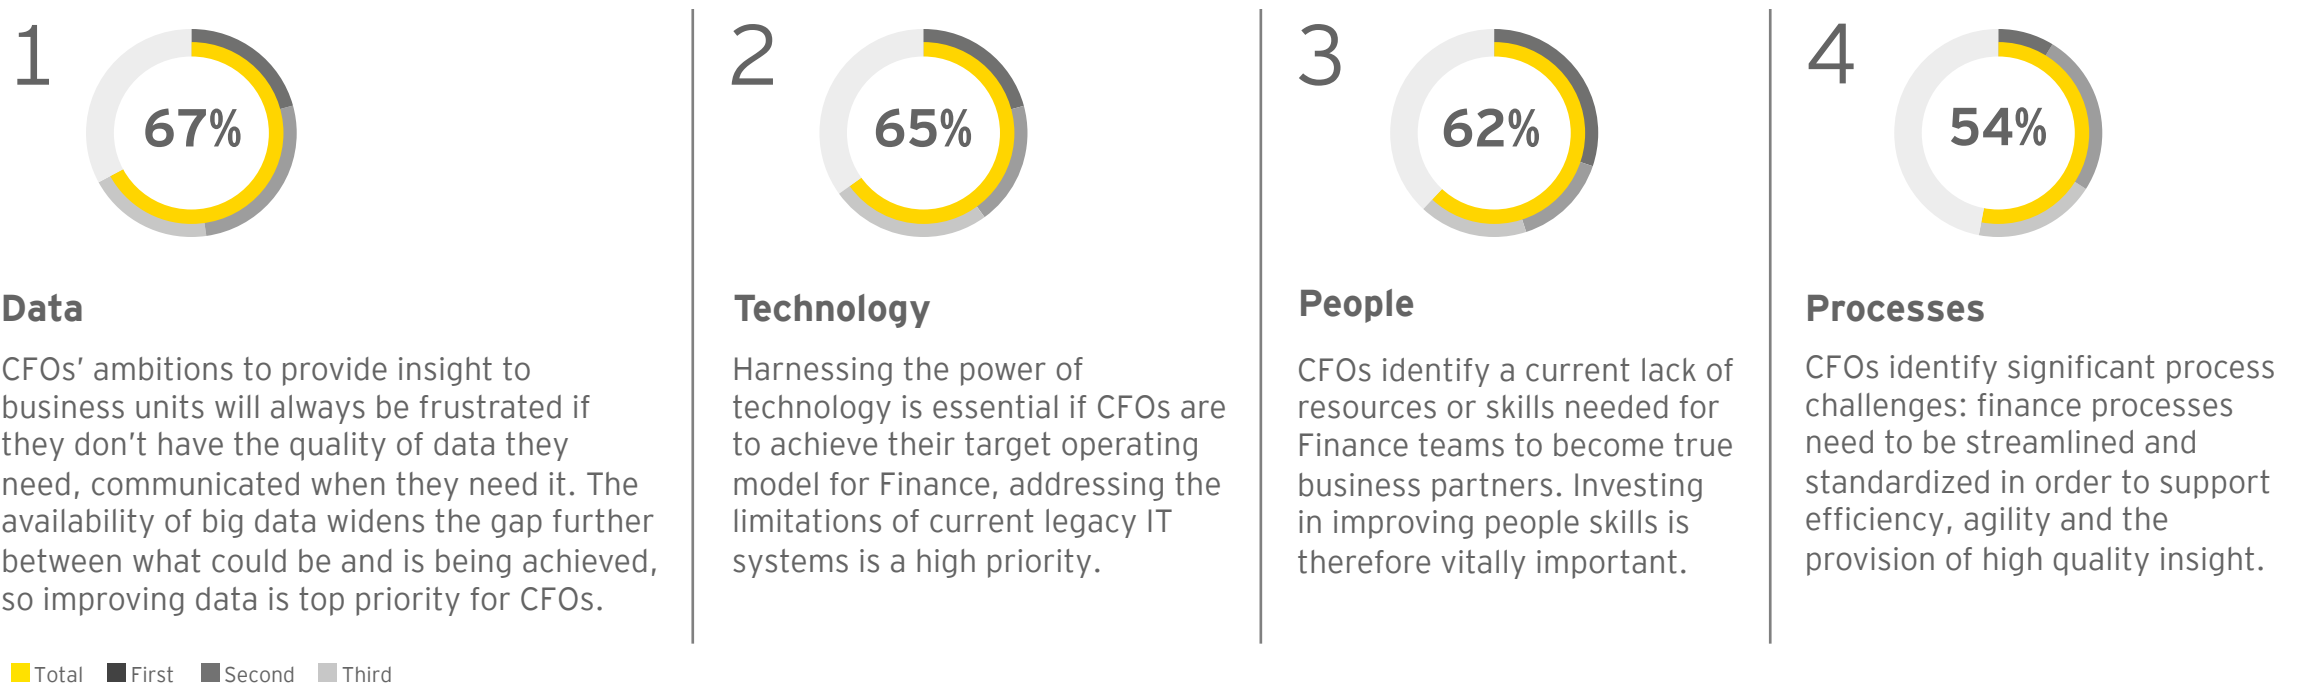 1
67%
Data
CFOs’ ambitions to provide insight to
business units will always be frustrated if
they don’t have the quality of data they
need, communicated when they need it. The
availability of big data widens the gap further
between what could be and is being achieved,
so improving data is top priority for CFOs.
2
65%
Technology
Harnessing the power of
technology is essential if CFOs are
to achieve their target operating
model for Finance, addressing the
limitations of current legacy IT
systems is a high priority.
3
62%
People
CFOs identify a current lack of
resources or skills needed for
Finance teams to become true
business partners. Investing
in improving people skills is
therefore vitally important.
4
54%
Processes
CFOs identify significant process
challenges: finance processes
need to be streamlined and
standardized in order to support
efficiency, agility and the
provision of high quality insight.
Total First Second Third